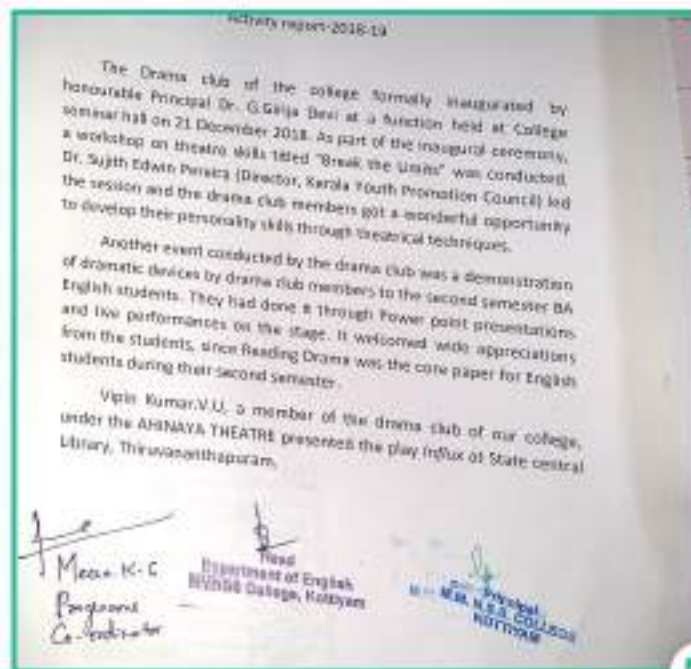 Activity report-2018-19
The Drama club of the college formally inaugurated by
honourable Principal Dr. G.Girija Devi at a function held at College
seminar hall on 21 December 2018. As part of the inaugural ceremony,
a workshop on theatre skills titled "Break the Limits" was conducted.
Dr. Sujith Edwin Pereira (Director, Kerala Youth Promotion Council) led
the session and the drama club members got a wonderful opportunity
to develop their personality skills through theatrical techniques.
Another event conducted by the drama club was a demonstration
of dramatic devices by drama club members to the second semester BA
English students. They had done it through Power point presentations
and live performances on the stage. It welcomed wide appreciations
from the students, since Reading Drama was the core paper for English
students during their second semester.
Vipin Kumar.V.U, a member of the drama club of our college,
under the AHINAYA THEATRE presented the play Influx at State central
Library, Thiruvananthapuram.
Meera K-C
Programme
Co-ordinator
Head
Department of English
College, Kottiyam
Principal
M.M. N.S.S. COLLEGE
KOTTIYAM